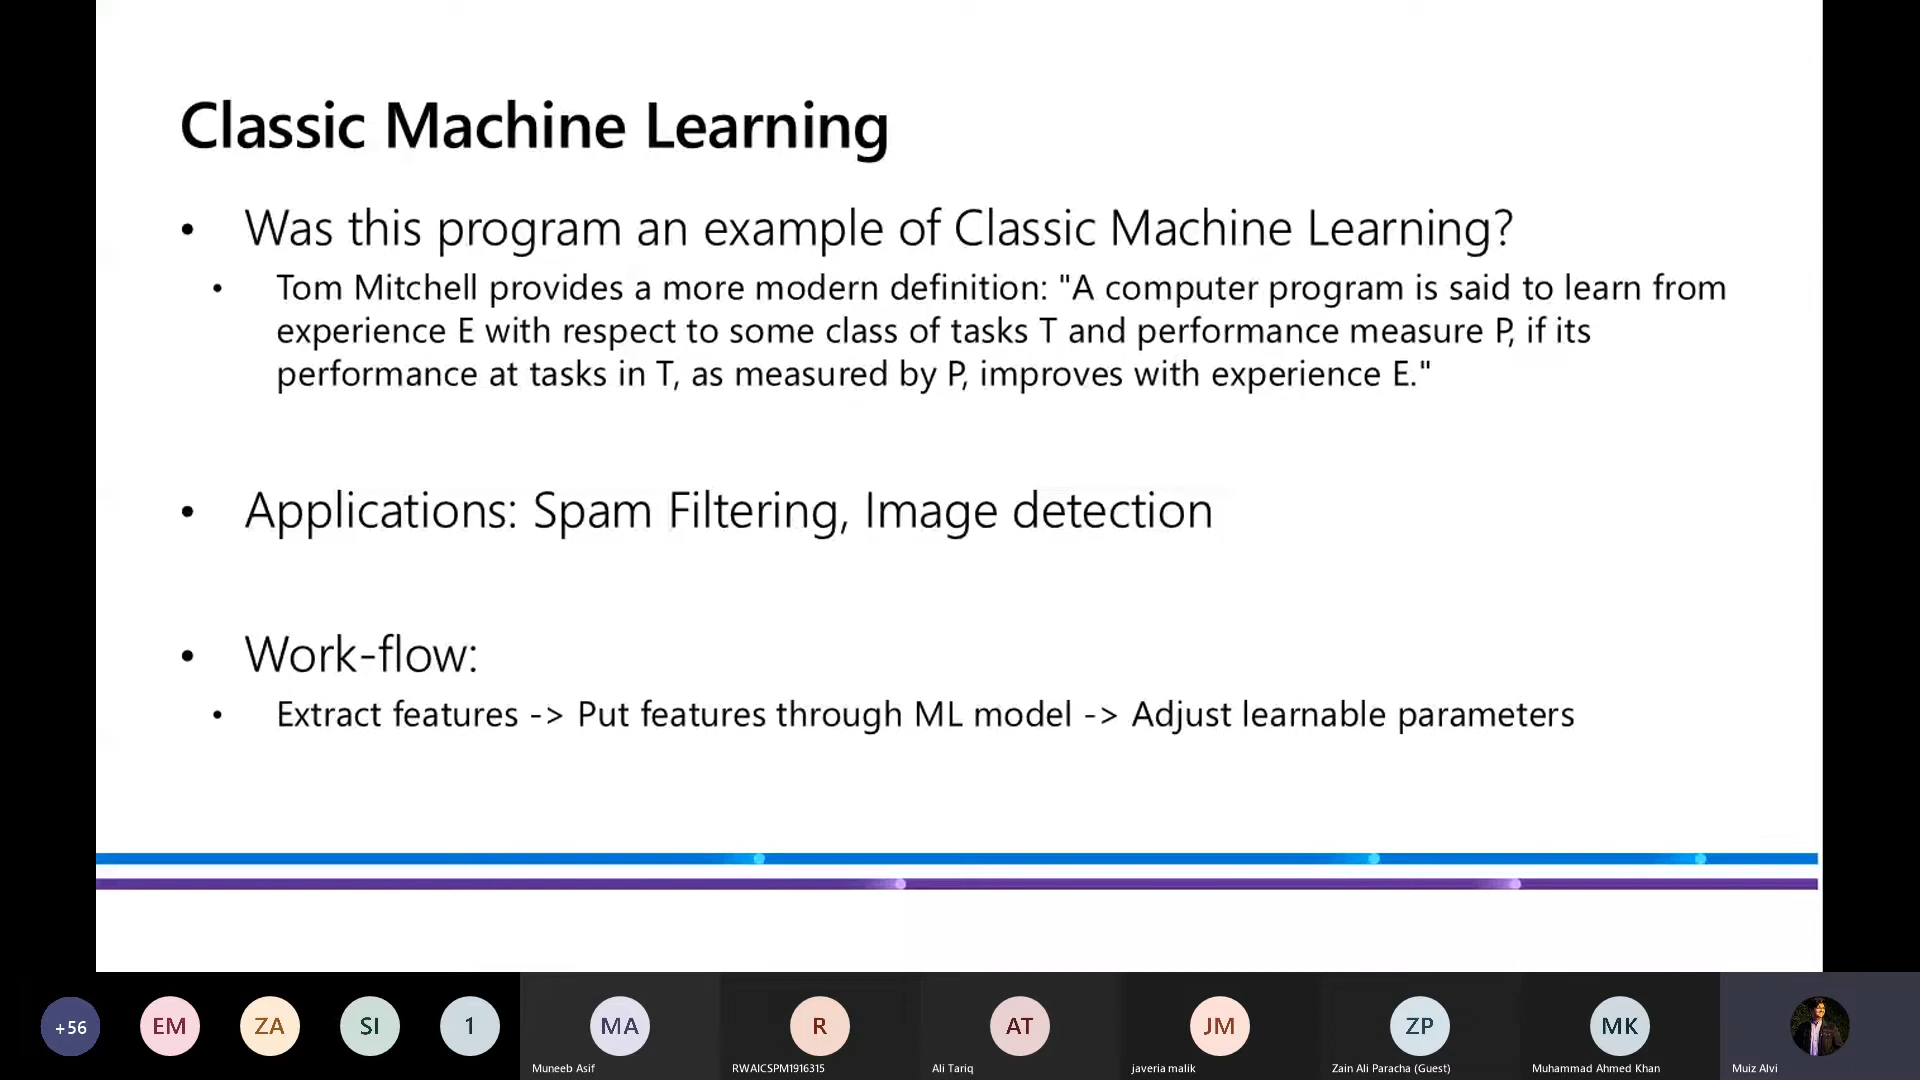 Classic Machine Learning
• Was this program an example of Classic Machine Learning?
• Tom Mitchell provides a more modern definition: "A computer program is said to learn from
experience E with respect to some class of tasks T and performance measure P, if its
performance at tasks in T, as measured by P, improves with experience E."
• Applications: Spam Filtering, Image detection
• Work-flow:
• Extract features -> Put features through ML model -> Adjust learnable parameters
+56 EM ZA SI 1 MA R AT JM ZP MK
Muneeb Asif RWAICSPM1916315 Ali Tariq javeria malik Zain Ali Paracha (Guest) Muhammad Ahmed Khan Muiz Alvi